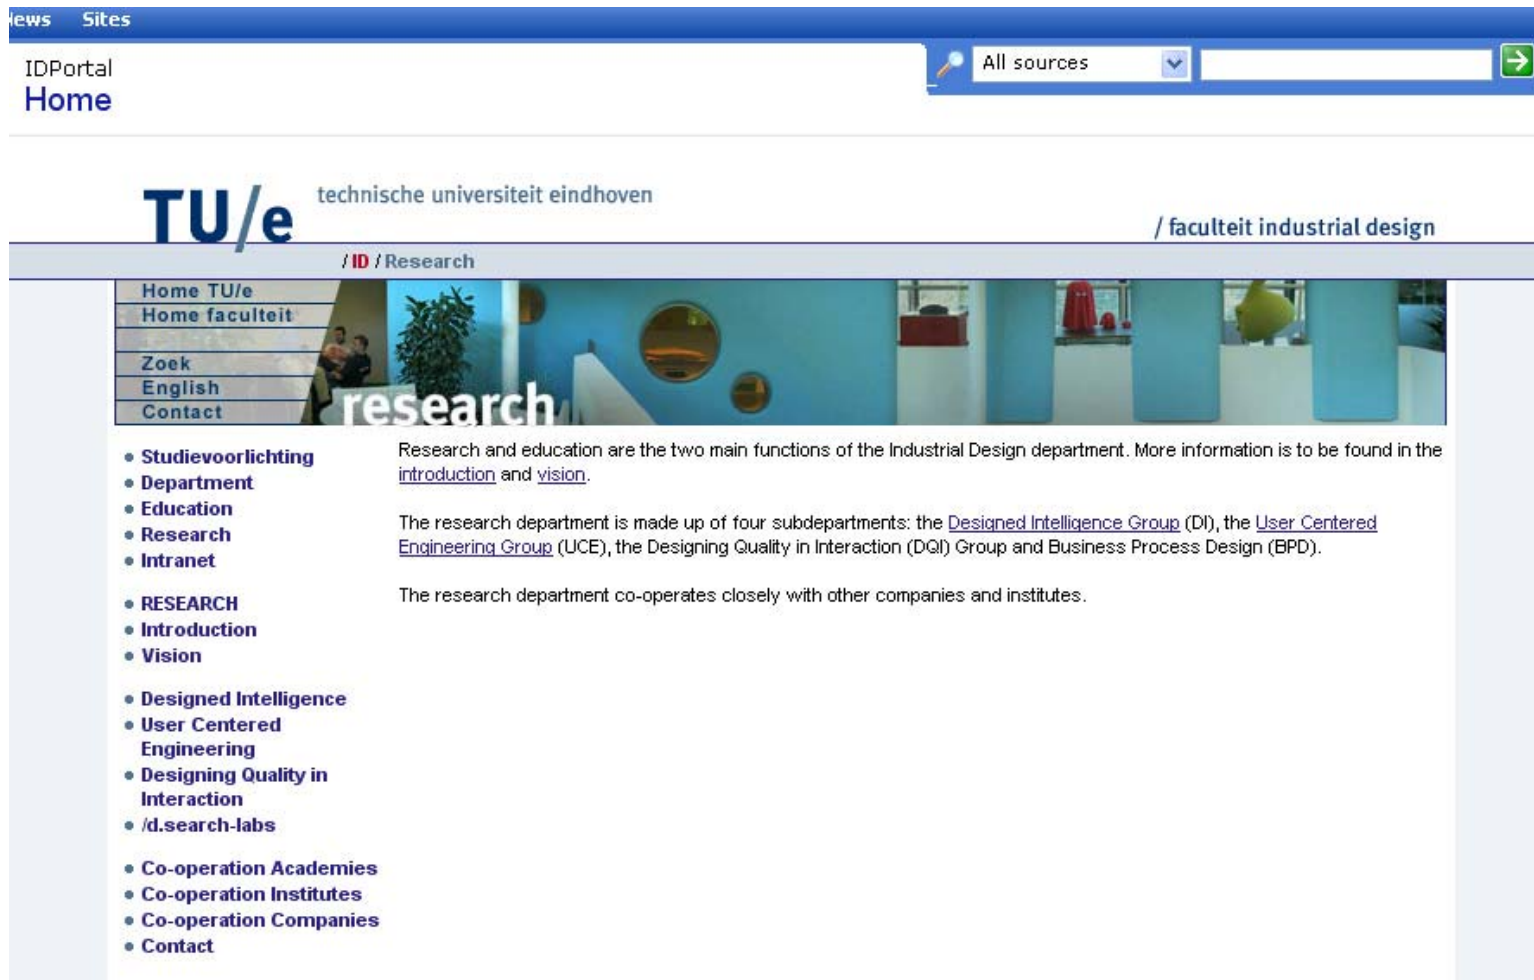 News Sites
IDPortal
Home
All sources
TU/e technische universiteit eindhoven
/ faculteit industrial design
/ ID / Research
Home TU/e
Home faculteit
Zoek
English
Contact
research
• Studievoorlichting
• Department
• Education
• Research
• Intranet
• RESEARCH
• Introduction
• Vision
• Designed Intelligence
• User Centered
Engineering
• Designing Quality in
Interaction
• /d.search-labs
• Co-operation Academies
• Co-operation Institutes
• Co-operation Companies
• Contact
Research and education are the two main functions of the Industrial Design department. More information is to be found in the
introduction and vision.
The research department is made up of four subdepartments: the Designed Intelligence Group (DI), the User Centered
Engineering Group (UCE), the Designing Quality in Interaction (DQI) Group and Business Process Design (BPD).
The research department co-operates closely with other companies and institutes.